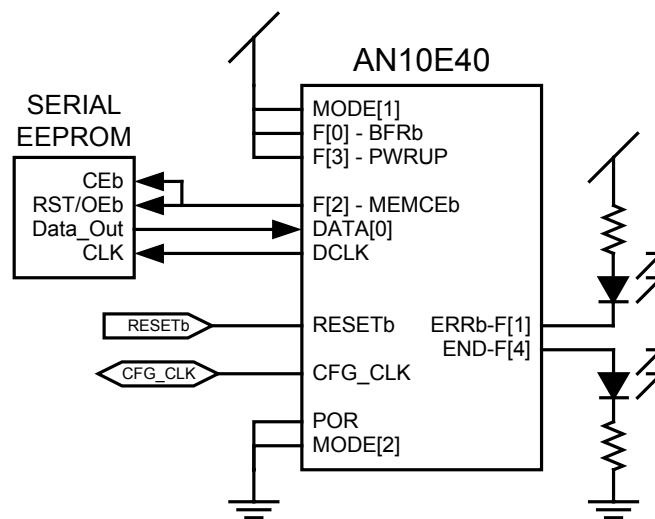 AN10E40
SERIAL
EEPROM
CEb
RST/OEb
Data_Out
CLK
MODE[1]
F[0] - BFRb
F[3] - PWRUP
F[2] - MEMCEb
DATA[0]
DCLK
RESETb
RESETb
CFG_CLK
CFG_CLK
POR
MODE[2]
ERRb-F[1]
END-F[4]